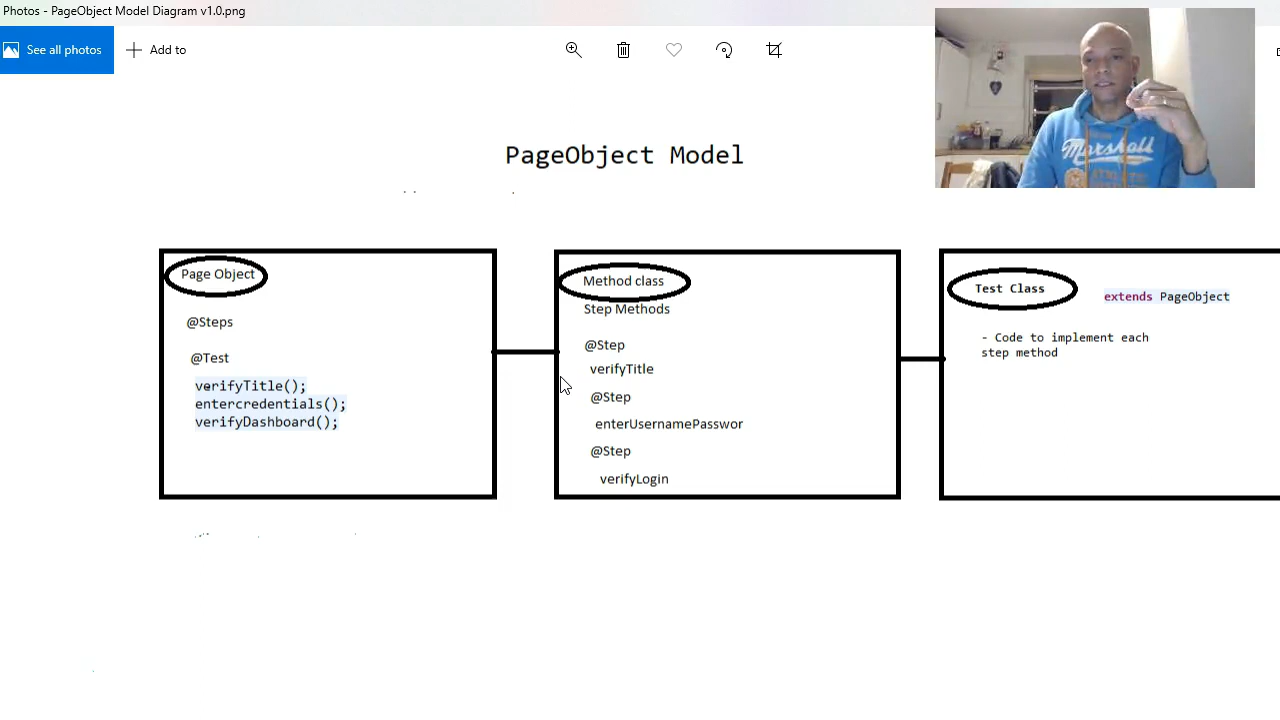 Photos - PageObject Model Diagram v1.0.png
See all photos
Add to
Marshall
PageObject Model
Page Object
@Steps
@Test
verifyTitle();
entercredentials();
verifyDashboard();
Method class
Step Methods
@Step
verifyTitle
@Step
enterUsernamePasswor
@Step
verifyLogin
Test Class
extends PageObject
- Code to implement each
step method